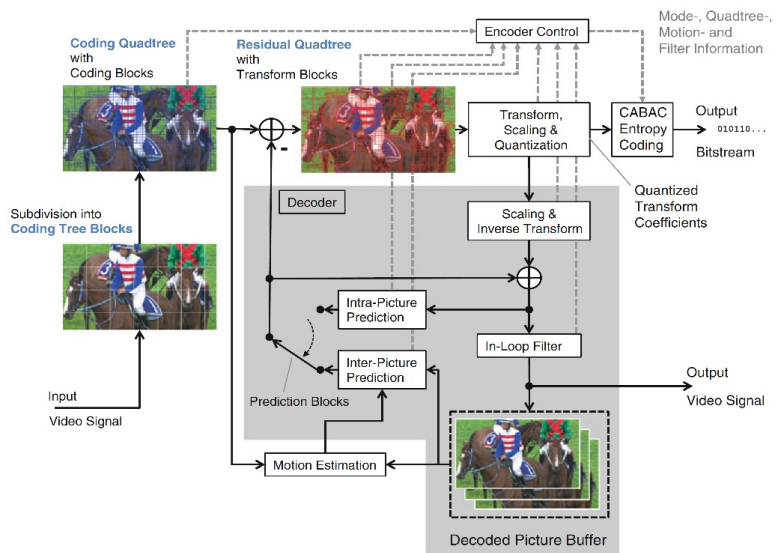 Coding Quadtree
with
Coding Blocks
Residual Quadtree
with
Transform Blocks
Encoder Control
Mode-, Quadtree-,
Motion- and
Filter Information
Transform,
Scaling &
Quantization
CABAC
Entropy
Coding
Output
010110...
Bitstream
Subdivision into
Coding Tree Blocks
Decoder
Scaling &
Inverse Transform
Quantized
Transform
Coefficients
Intra-Picture
Prediction
In-Loop Filter
Inter-Picture
Prediction
Prediction Blocks
Input
Video Signal
Output
Video Signal
Motion Estimation
Decoded Picture Buffer